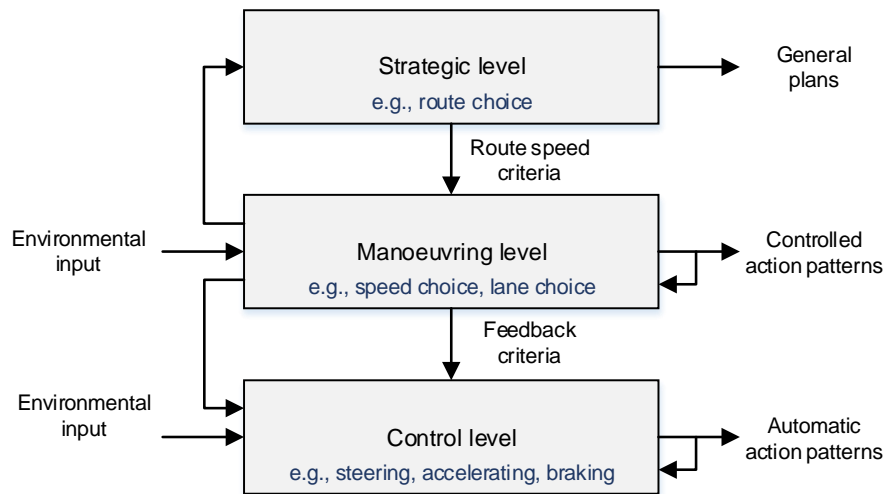 Strategic level
e.g., route choice
General
plans
Route speed
criteria
Environmental
input
Manoeuvring level
e.g., speed choice, lane choice
Controlled
action patterns
Feedback
criteria
Environmental
input
Control level
e.g., steering, accelerating, braking
Automatic
action patterns